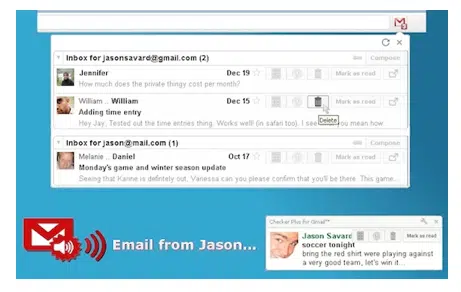 Inbox for jasonsavard@gmail.com (2)
Compose
Jennifer Dec 19 Mark as read
How much does the private thingy cost per month?
William .. William Dec 15 Mark as read
Adding time entry
Hey Jay, Tested out the time entries thing. Works well! (in safari too). I see you mean how
Delete
Inbox for jason@mail.com (1)
Compose
Melanie .. Daniel Oct 17 Mark as read
Monday's game and winter season update
Seeing that Karine is definitely out, Vanessa can you please confirm that you'll be there. This game...
Email from Jason...
Checker Plus for Gmail™
Jason Savard Mark as read
soccer tonight
bring the red shirt were playing against
a very good team, let's win it...